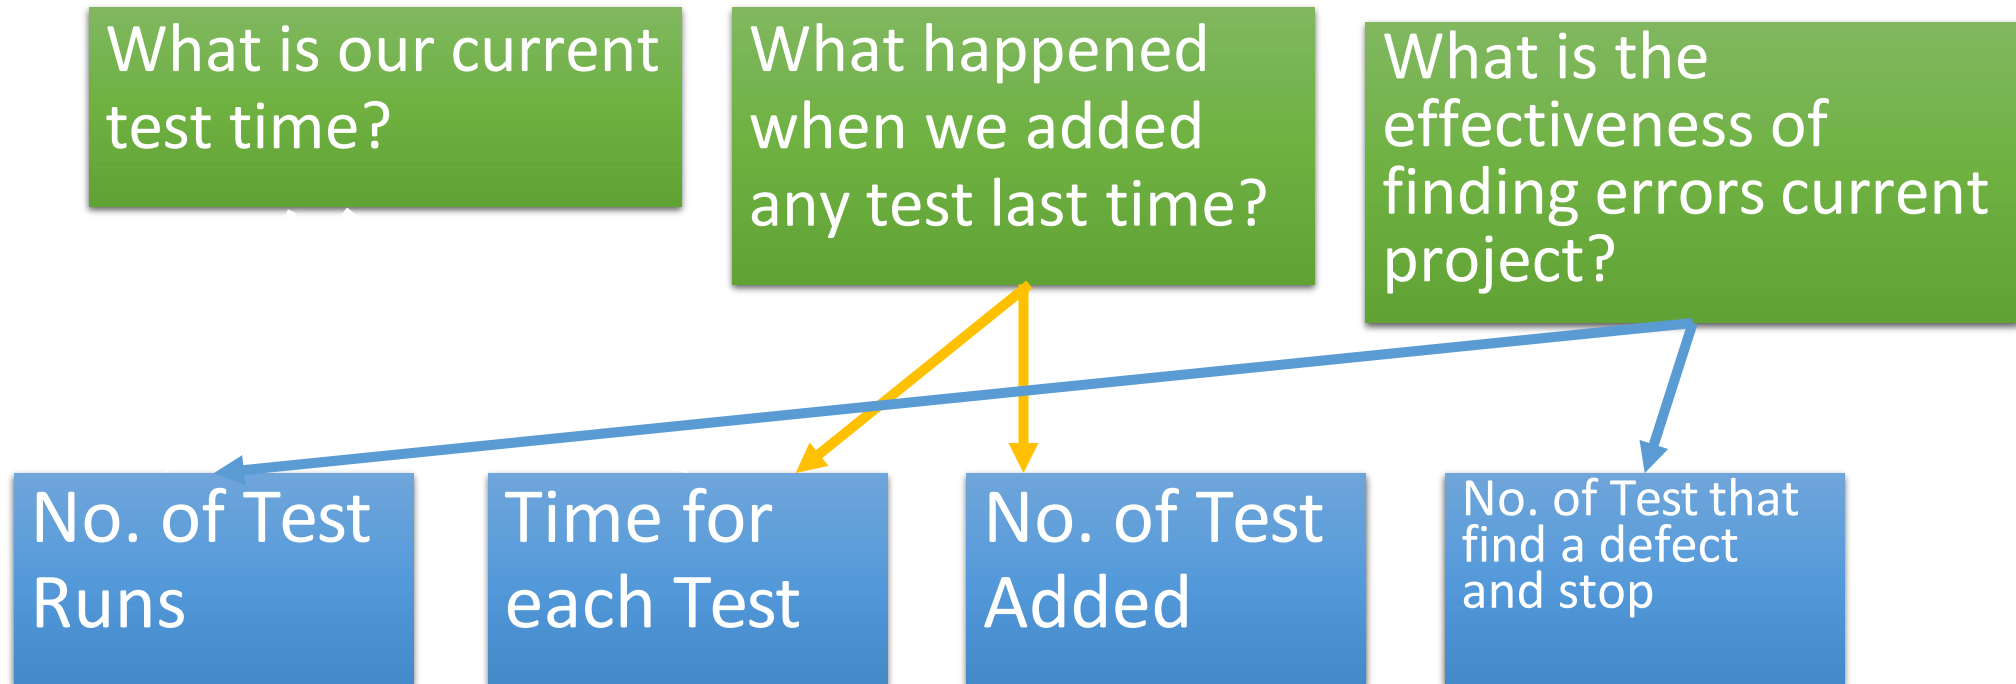 What is our current
test time?
What happened
when we added
any test last time?
What is the
effectiveness of
finding errors current
project?
No. of Test
Runs
Time for
each Test
No. of Test
Added
No. of Test that
find a defect
and stop